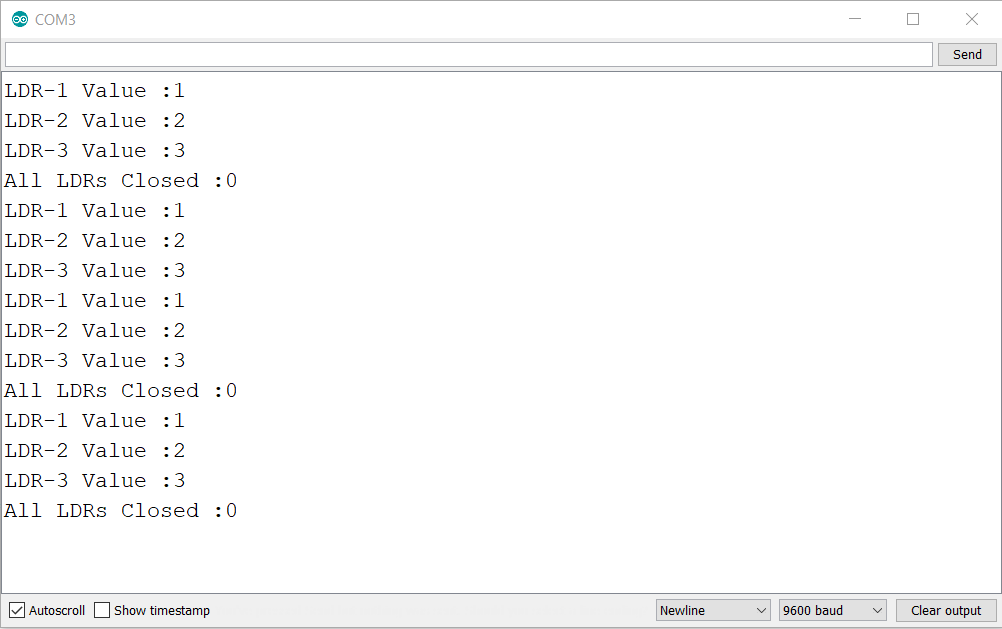 COM3
Send
LDR-1 Value :1
LDR-2 Value :2
LDR-3 Value :3
All LDRs Closed :0
LDR-1 Value :1
LDR-2 Value :2
LDR-3 Value :3
LDR-1 Value :1
LDR-2 Value :2
LDR-3 Value :3
All LDRs Closed :0
LDR-1 Value :1
LDR-2 Value :2
LDR-3 Value :3
All LDRs Closed :0
Autoscroll Show timestamp Newline 9600 baud Clear output